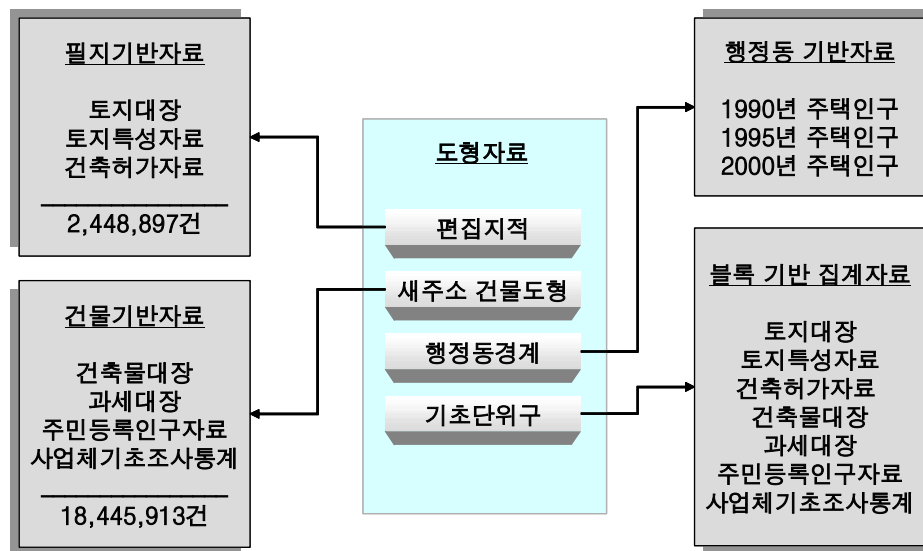 필지기반자료
토지대장
토지특성자료
건축허가자료
2,448,897건
건물기반자료
건축물대장
과세대장
주민등록인구자료
사업체기초조사통계
18,445,913건
도형자료
편집지적
새주소 건물도형
행정동경계
기초단위구
행정동 기반자료
1990년 주택인구
1995년 주택인구
2000년 주택인구
블록 기반 집계자료
토지대장
토지특성자료
건축허가자료
건축물대장
과세대장
주민등록인구자료
사업체기초조사통계